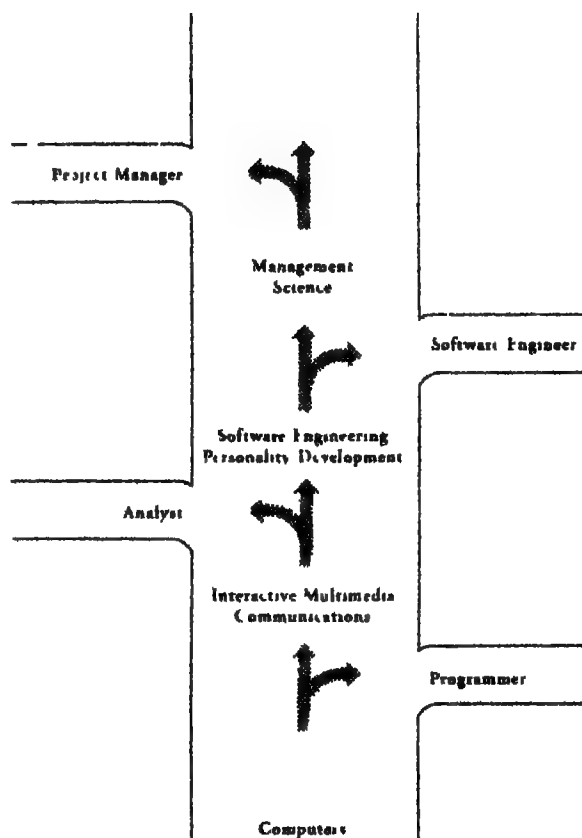 Project Manager
Management
Science
Software Engineer
Software Engineering
Personality Development
Analyst
Interactive Multimedia
Communications
Programmer
Computers